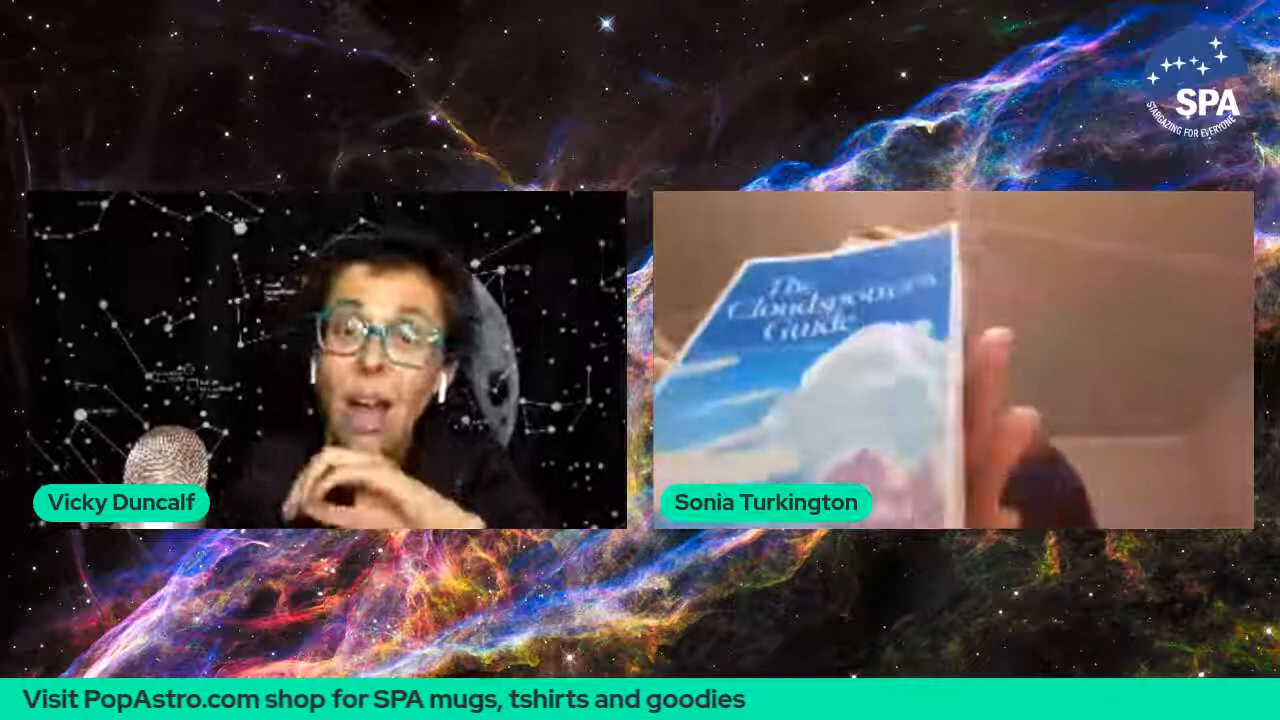 SPA
STARGAZING FOR EVERYONE
The
Cloudspotter's
Guide
Vicky Duncalf
Sonia Turkington
Visit PopAstro.com shop for SPA mugs, tshirts and goodies